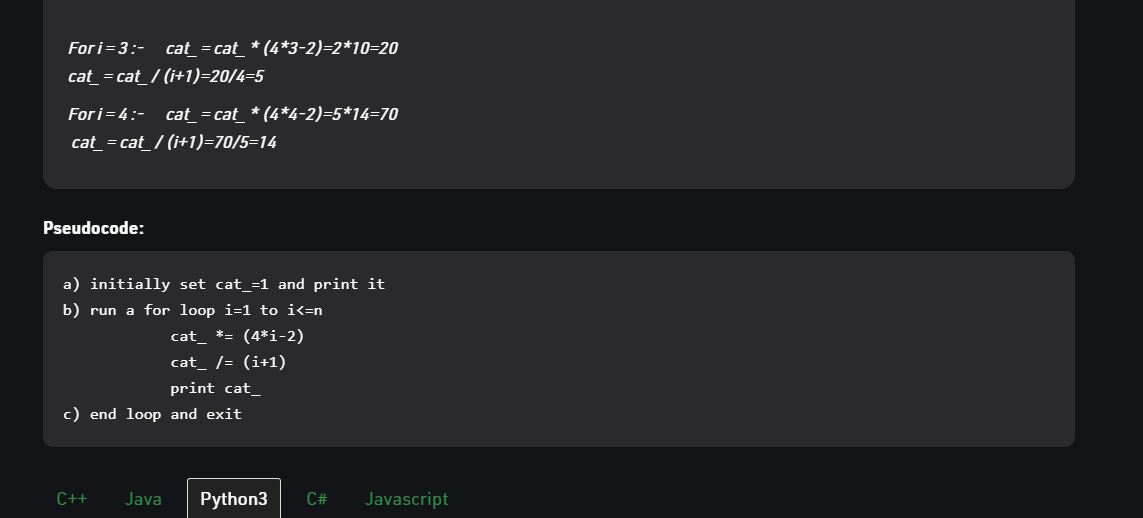 For i = 3 :-    cat_ = cat_ * (4*3-2)=2*10=20
cat_ = cat_ / (i+1)=20/4=5
For i = 4 :-    cat_ = cat_ * (4*4-2)=5*14=70
cat_ = cat_ / (i+1)=70/5=14
Pseudocode:
a) initially set cat_=1 and print it
b) run a for loop i=1 to i<=n
            cat_ *= (4*i-2)
            cat_ /= (i+1)
            print cat_
c) end loop and exit
C++ Java Python3 C# Javascript